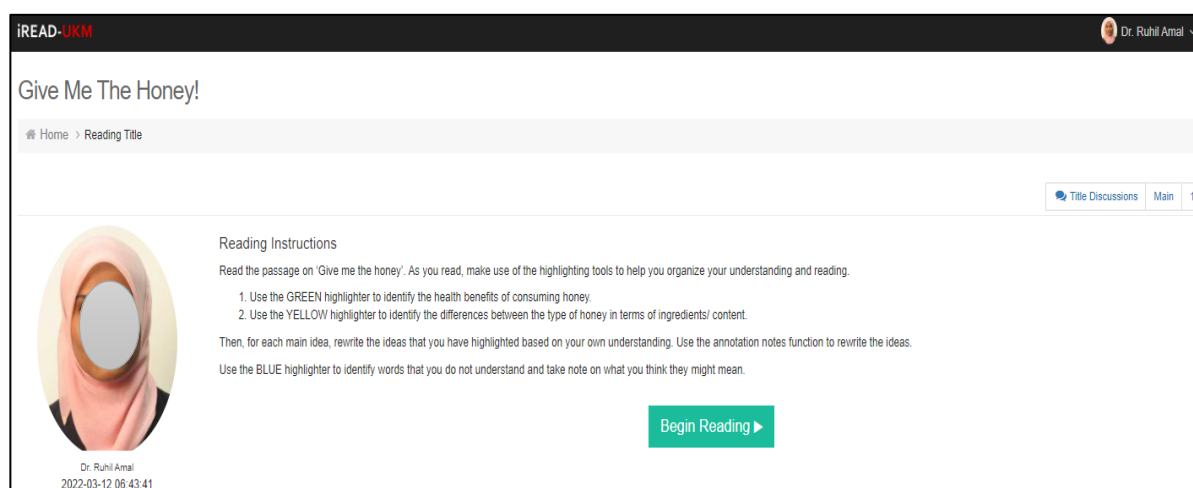 iREAD-UKM
Dr. Ruhil Amal
Give Me The Honey!
Home > Reading Title
Title Discussions Main 1
Reading Instructions
Read the passage on 'Give me the honey'. As you read, make use of the highlighting tools to help you organize your understanding and reading.
1. Use the GREEN highlighter to identify the health benefits of consuming honey.
2. Use the YELLOW highlighter to identify the differences between the type of honey in terms of ingredients/ content.
Then, for each main idea, rewrite the ideas that you have highlighted based on your own understanding. Use the annotation notes function to rewrite the ideas.
Use the BLUE highlighter to identify words that you do not understand and take note on what you think they might mean.
Begin Reading
Dr. Ruhil Amal
2022-03-12 06:43:41